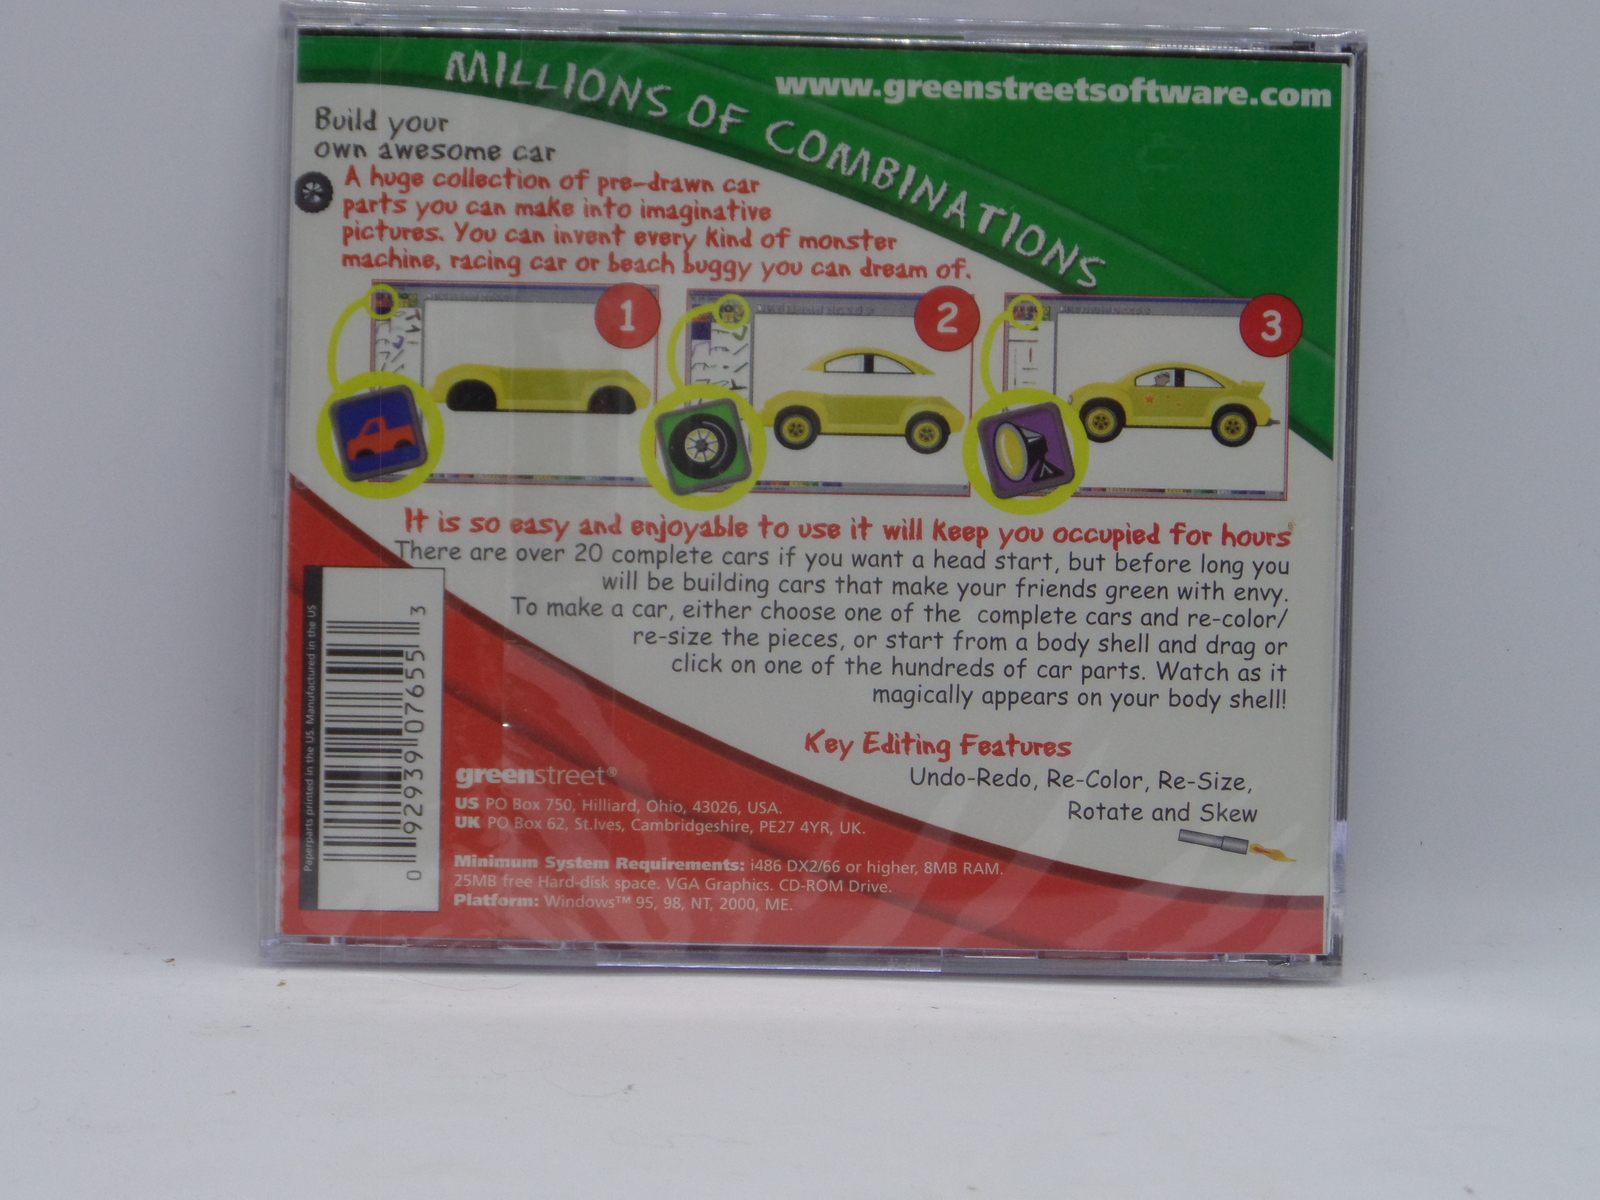 MILLIONS OF COMBINATIONS
www.greenstreetsoftware.com
Build your
own awesome car
A huge collection of pre-drawn car
parts you can make into imaginative
pictures. You can invent every kind of monster
machine, racing car or beach buggy you can dream of.
1
2
3
It is so easy and enjoyable to use it will keep you occupied for hours
There are over 20 complete cars if you want a head start, but before long you
will be building cars that make your friends green with envy.
To make a car, either choose one of the complete cars and re-color/
re-size the pieces, or start from a body shell and drag or
click on one of the hundreds of car parts. Watch as it
magically appears on your body shell!
Key Editing Features
Undo-Redo, Re-Color, Re-Size,
Rotate and Skew
Paperparts printed in the US. Manufactured in the US
0 92939 07655 3
greenstreet®
US PO Box 750, Hilliard, Ohio, 43026, USA.
UK PO Box 62, St.Ives, Cambridgeshire, PE27 4YR, UK.
Minimum System Requirements: i486 DX2/66 or higher, 8MB RAM.
25MB free Hard-disk space. VGA Graphics. CD-ROM Drive.
Platform: Windows™ 95, 98, NT, 2000, ME.